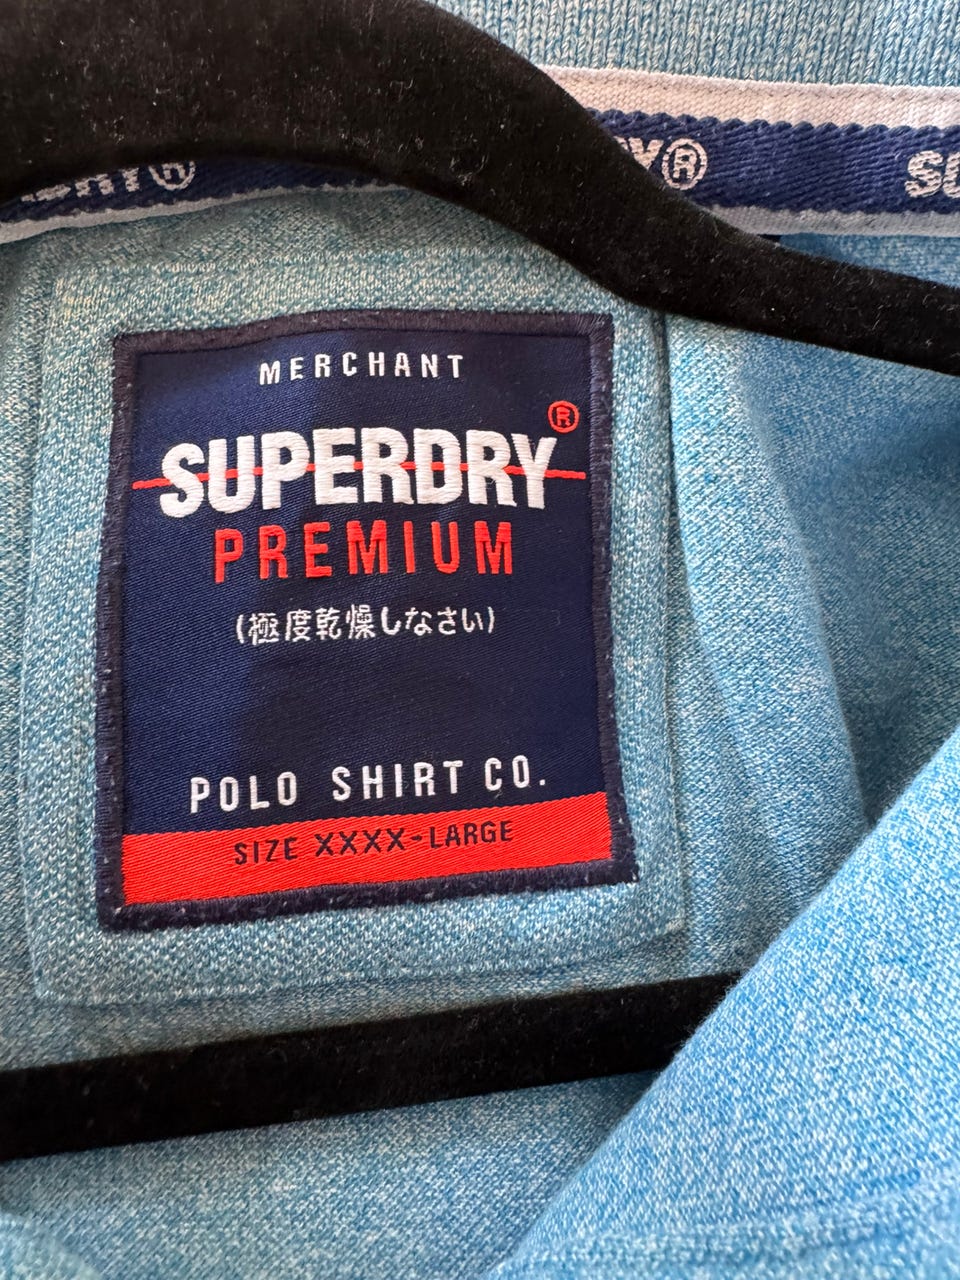 MERCHANT
SUPERDRY®
PREMIUM
(極度乾燥しなさい)
POLO SHIRT CO.
SIZE XXXX-LARGE